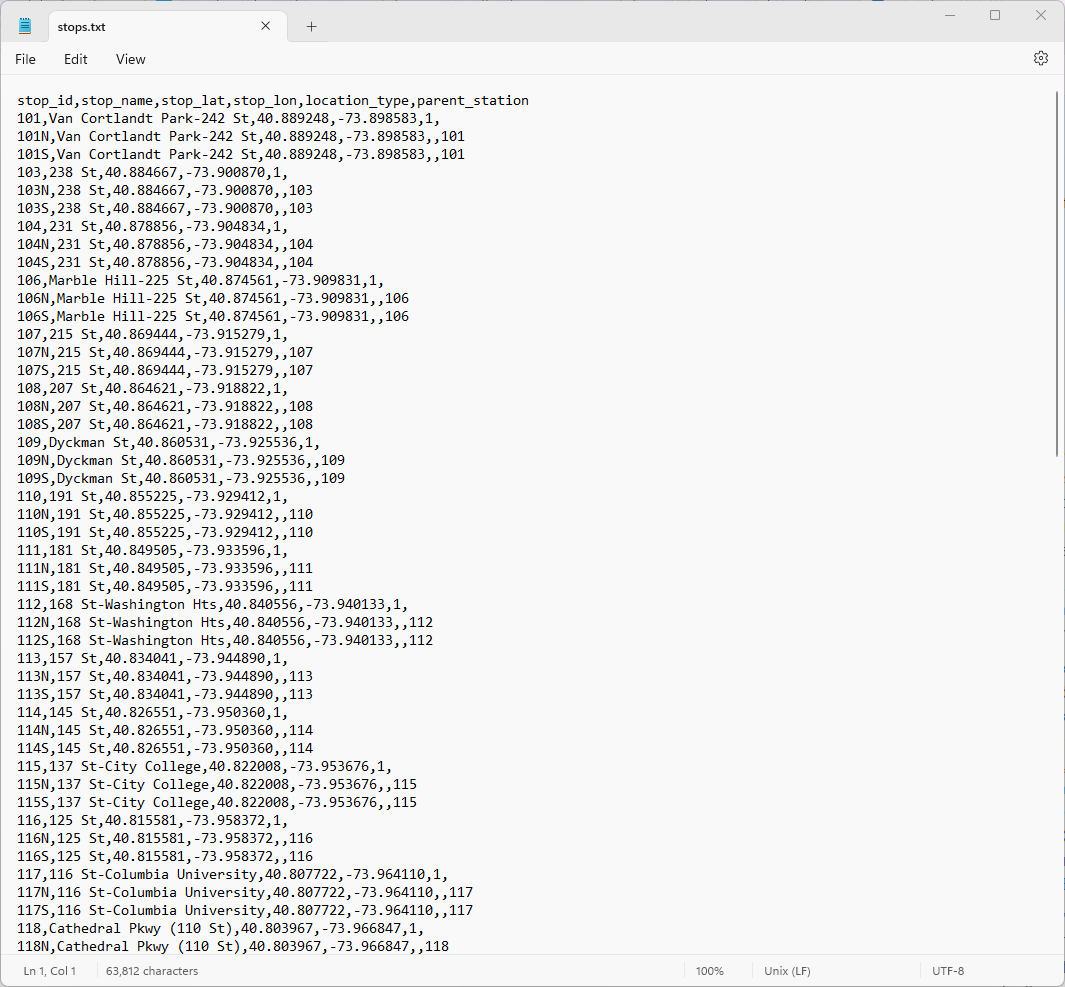 stops.txt
File Edit View
stop_id,stop_name,stop_lat,stop_lon,location_type,parent_station
101,Van Cortlandt Park-242 St,40.889248,-73.898583,1,
101N,Van Cortlandt Park-242 St,40.889248,-73.898583,,101
101S,Van Cortlandt Park-242 St,40.889248,-73.898583,,101
103,238 St,40.884667,-73.900870,1,
103N,238 St,40.884667,-73.900870,,103
103S,238 St,40.884667,-73.900870,,103
104,231 St,40.878856,-73.904834,1,
104N,231 St,40.878856,-73.904834,,104
104S,231 St,40.878856,-73.904834,,104
106,Marble Hill-225 St,40.874561,-73.909831,1,
106N,Marble Hill-225 St,40.874561,-73.909831,,106
106S,Marble Hill-225 St,40.874561,-73.909831,,106
107,215 St,40.869444,-73.915279,1,
107N,215 St,40.869444,-73.915279,,107
107S,215 St,40.869444,-73.915279,,107
108,207 St,40.864621,-73.918822,1,
108N,207 St,40.864621,-73.918822,,108
108S,207 St,40.864621,-73.918822,,108
109,Dyckman St,40.860531,-73.925536,1,
109N,Dyckman St,40.860531,-73.925536,,109
109S,Dyckman St,40.860531,-73.925536,,109
110,191 St,40.855225,-73.929412,1,
110N,191 St,40.855225,-73.929412,,110
110S,191 St,40.855225,-73.929412,,110
111,181 St,40.849505,-73.933596,1,
111N,181 St,40.849505,-73.933596,,111
111S,181 St,40.849505,-73.933596,,111
112,168 St-Washington Hts,40.840556,-73.940133,1,
112N,168 St-Washington Hts,40.840556,-73.940133,,112
112S,168 St-Washington Hts,40.840556,-73.940133,,112
113,157 St,40.834041,-73.944890,1,
113N,157 St,40.834041,-73.944890,,113
113S,157 St,40.834041,-73.944890,,113
114,145 St,40.826551,-73.950360,1,
114N,145 St,40.826551,-73.950360,,114
114S,145 St,40.826551,-73.950360,,114
115,137 St-City College,40.822008,-73.953676,1,
115N,137 St-City College,40.822008,-73.953676,,115
115S,137 St-City College,40.822008,-73.953676,,115
116,125 St,40.815581,-73.958372,1,
116N,125 St,40.815581,-73.958372,,116
116S,125 St,40.815581,-73.958372,,116
117,116 St-Columbia University,40.807722,-73.964110,1,
117N,116 St-Columbia University,40.807722,-73.964110,,117
117S,116 St-Columbia University,40.807722,-73.964110,,117
118,Cathedral Pkwy (110 St),40.803967,-73.966847,1,
118N,Cathedral Pkwy (110 St),40.803967,-73.966847,,118
Ln 1, Col 1 63,812 characters 100% Unix (LF) UTF-8